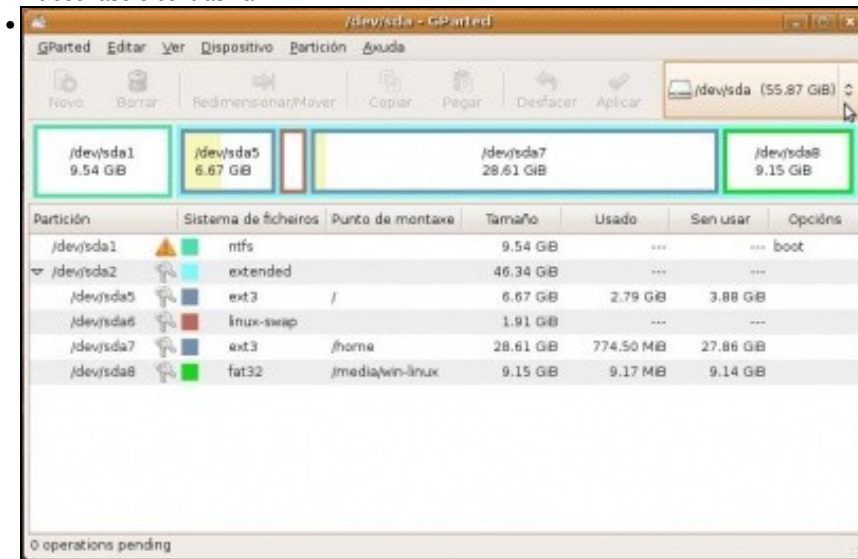 /dev/sda - GParted
GParted Editar Ver Dispositivo Partición Axuda
Novo Borrar Redimensionar/Mover Copiar Pegar Desfacer Aplicar /dev/sda (55.87 GiB)
/dev/sda1 /dev/sda5 /dev/sda7 /dev/sda8
9.54 GiB 6.67 GiB 28.61 GiB 9.15 GiB
Partición Sistema de ficheiros Punto de montaxe Tamaño Usado Sen usar Opcións
/dev/sda1 ntfs 9.54 GiB --- --- boot
/dev/sda2 extended 46.34 GiB --- ---
/dev/sda5 ext3 / 6.67 GiB 2.79 GiB 3.88 GiB
/dev/sda6 linux-swap 1.91 GiB --- ---
/dev/sda7 ext3 /home 28.61 GiB 774.50 MiB 27.86 GiB
/dev/sda8 fat32 /media/win-linux 9.15 GiB 9.17 MiB 9.14 GiB
0 operations pending